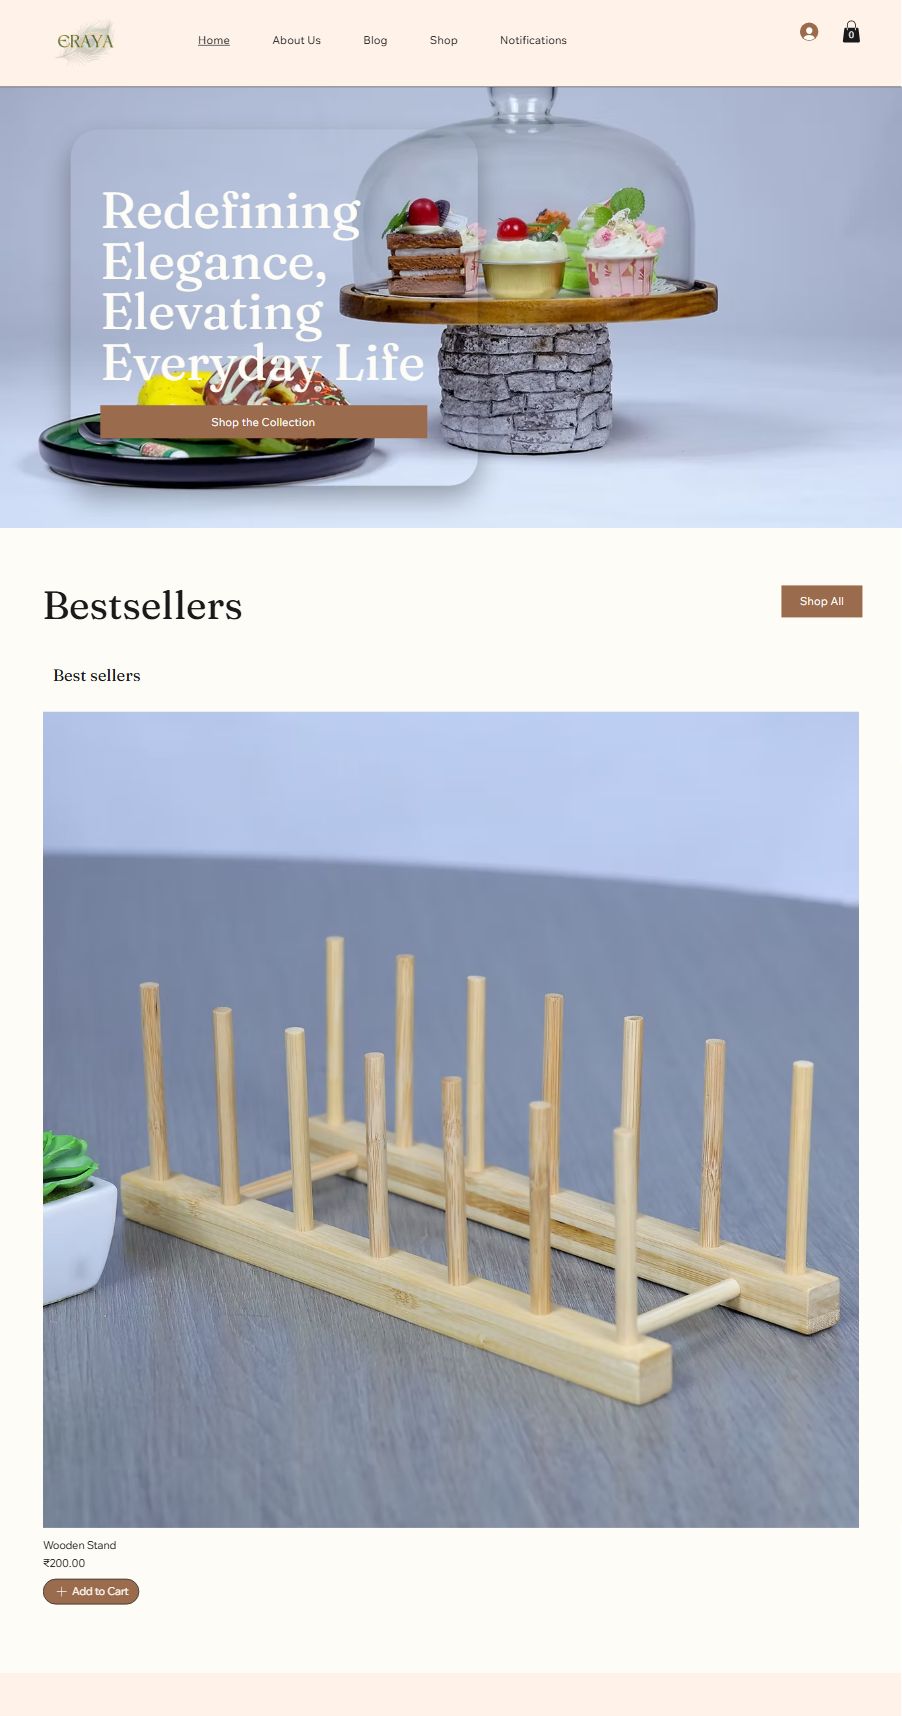 ERAYA
Home
About Us
Blog
Shop
Notifications
0
Redefining
Elegance,
Elevating
Everyday Life
Shop the Collection
Bestsellers
Shop All
Best sellers
Wooden Stand
₹200.00
+ Add to Cart